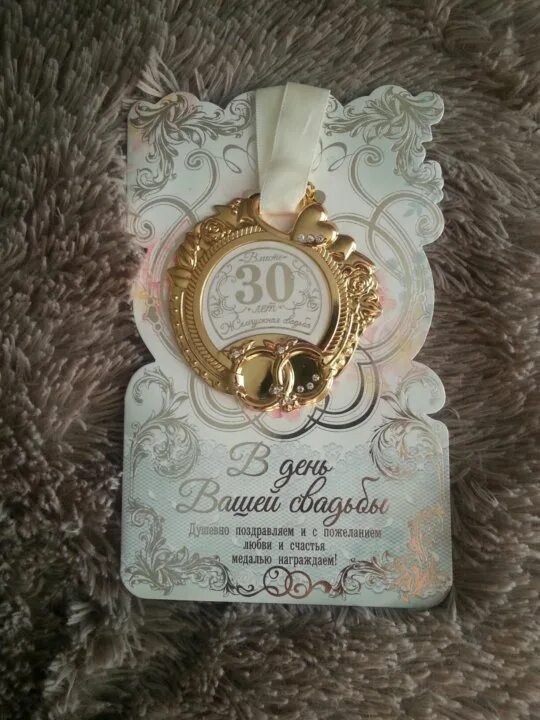 Вместе
30
лет
Жемчужная свадьба
В день
Вашей свадьбы
Душевно поздравляем и с пожеланием
любви и счастья
медалью награждаем!